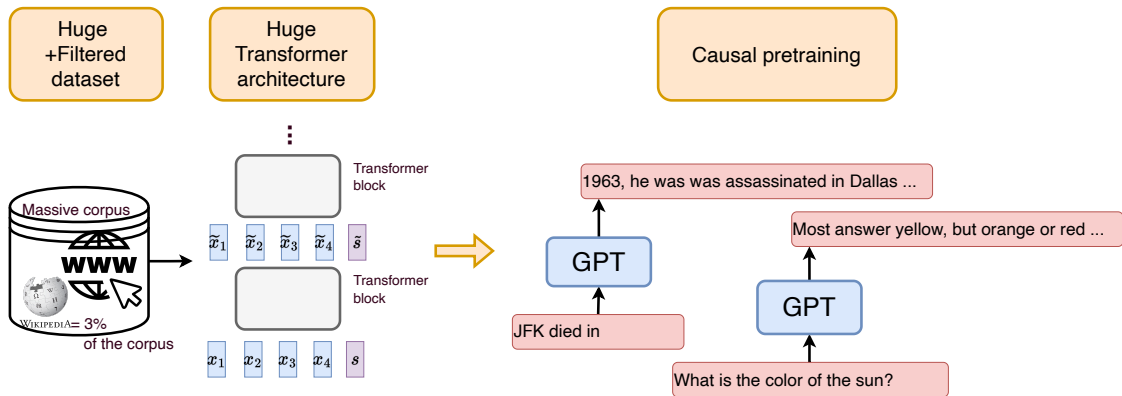 Huge
+Filtered
dataset
Huge
Transformer
architecture
Causal pretraining
Massive corpus
www
WIKIPEDIA = 3%
of the corpus
⋮
Transformer
block
x̃₁ x̃₂ x̃₃ x̃₄ s̃
Transformer
block
x₁ x₂ x₃ x₄ s
1963, he was was assassinated in Dallas ...
GPT
JFK died in
Most answer yellow, but orange or red ...
GPT
What is the color of the sun?